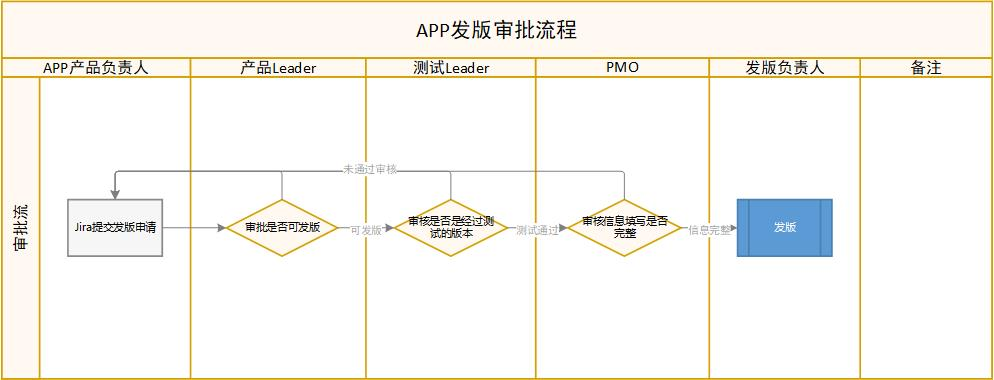 APP发版审批流程
APP产品负责人
产品Leader
测试Leader
PMO
发版负责人
备注
审批流
未通过审核
Jira提交发版申请
审批是否可发版
可发版
审核是否是经过测
试的版本
测试通过
审核信息填写是否
完整
信息完整
发版